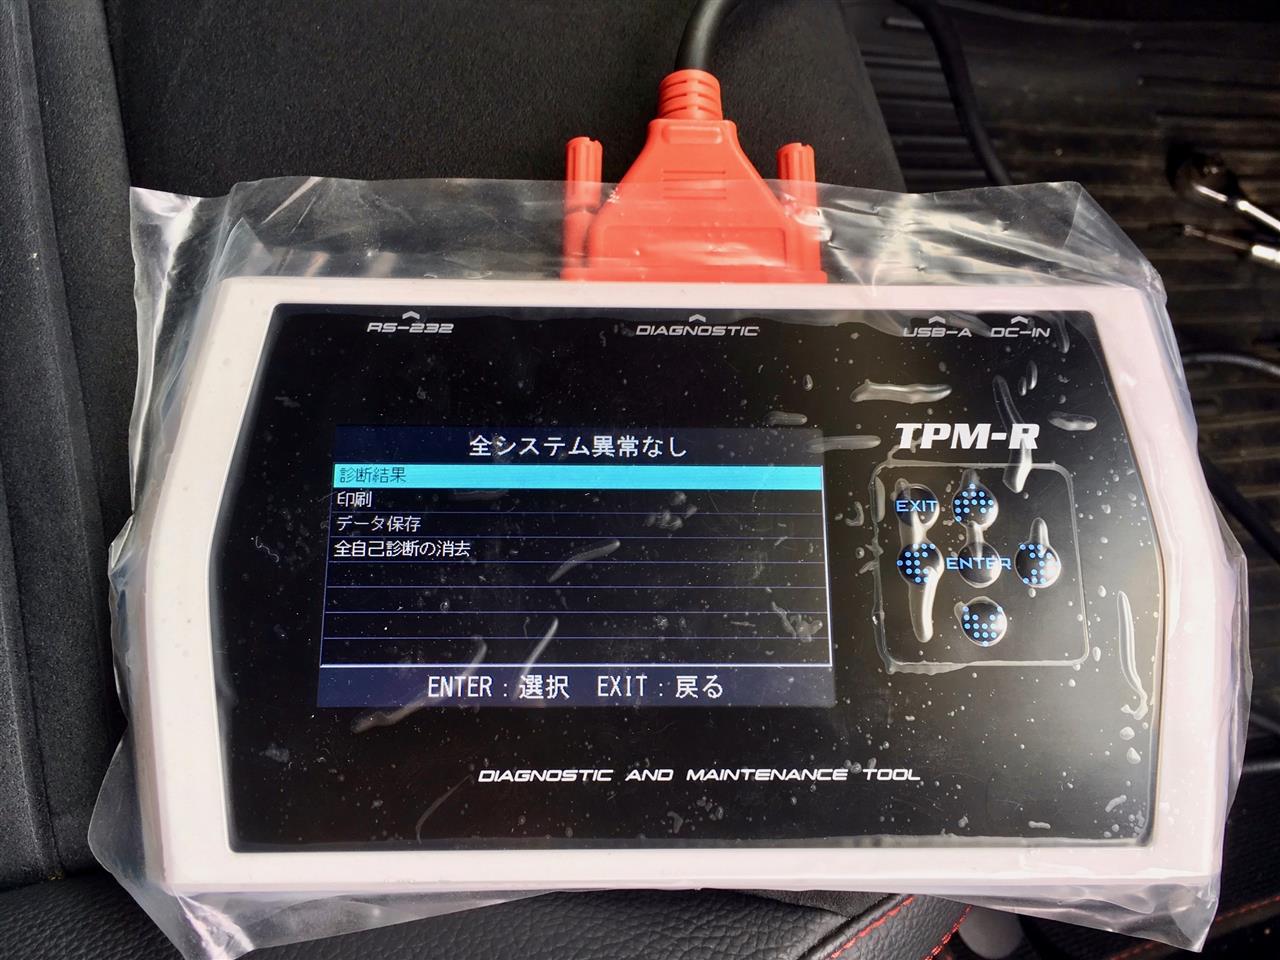 RS-232 DIAGNOSTIC USB-A DC-IN
TPM-R
全システム異常なし
診断結果
印刷
データ保存
全自己診断の消去
ENTER：選択 EXIT：戻る
EXIT
ENTER
DIAGNOSTIC AND MAINTENANCE TOOL